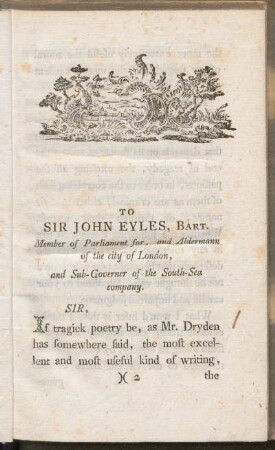 TO
SIR JOHN EYLES, BART.
Member of Parliament for, and Aldermann
of the city of London,
and Sub-Governer of the South-Sea
company.
SIR,
If tragick poetry be, as Mr. Dryden
has somewhere said, the most excel-
lent and most useful kind of writing,
)( 2 the